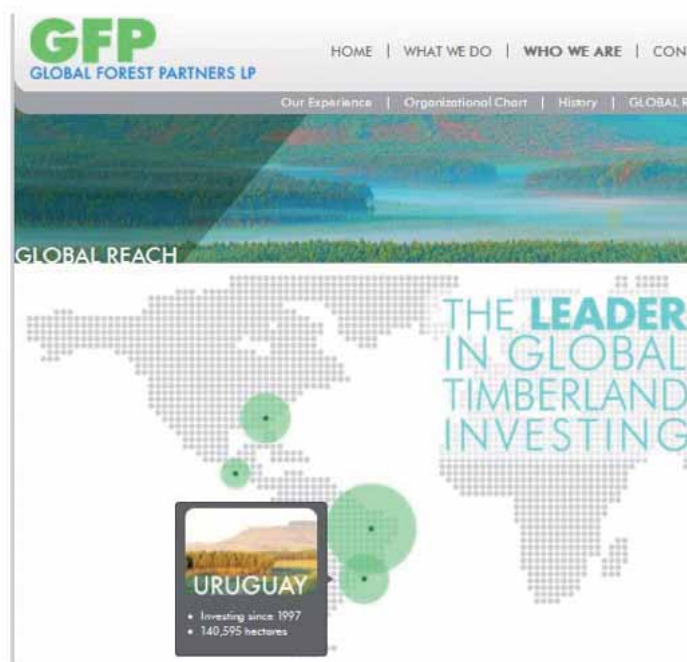 GFP
GLOBAL FOREST PARTNERS LP
HOME | WHAT WE DO | WHO WE ARE | CON
Our Experience | Organizational Chart | History | GLOBAL R
GLOBAL REACH
THE LEADER
IN GLOBAL
TIMBERLAND
INVESTING
URUGUAY
• Investing since 1997
• 140,595 hectares